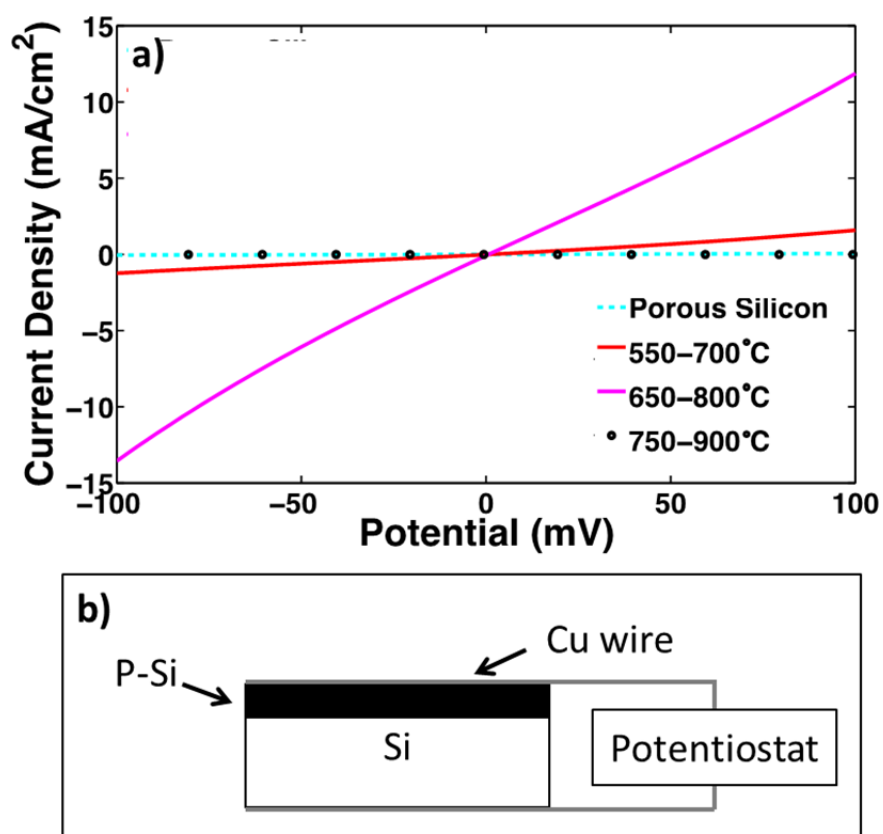 a)
15
10
5
0
−5
−10
−15
Current Density (mA/cm²)
Porous Silicon
550−700°C
650−800°C
750−900°C
−100
−50
0
50
100
Potential (mV)
b)
Cu wire
P-Si
Si
Potentiostat